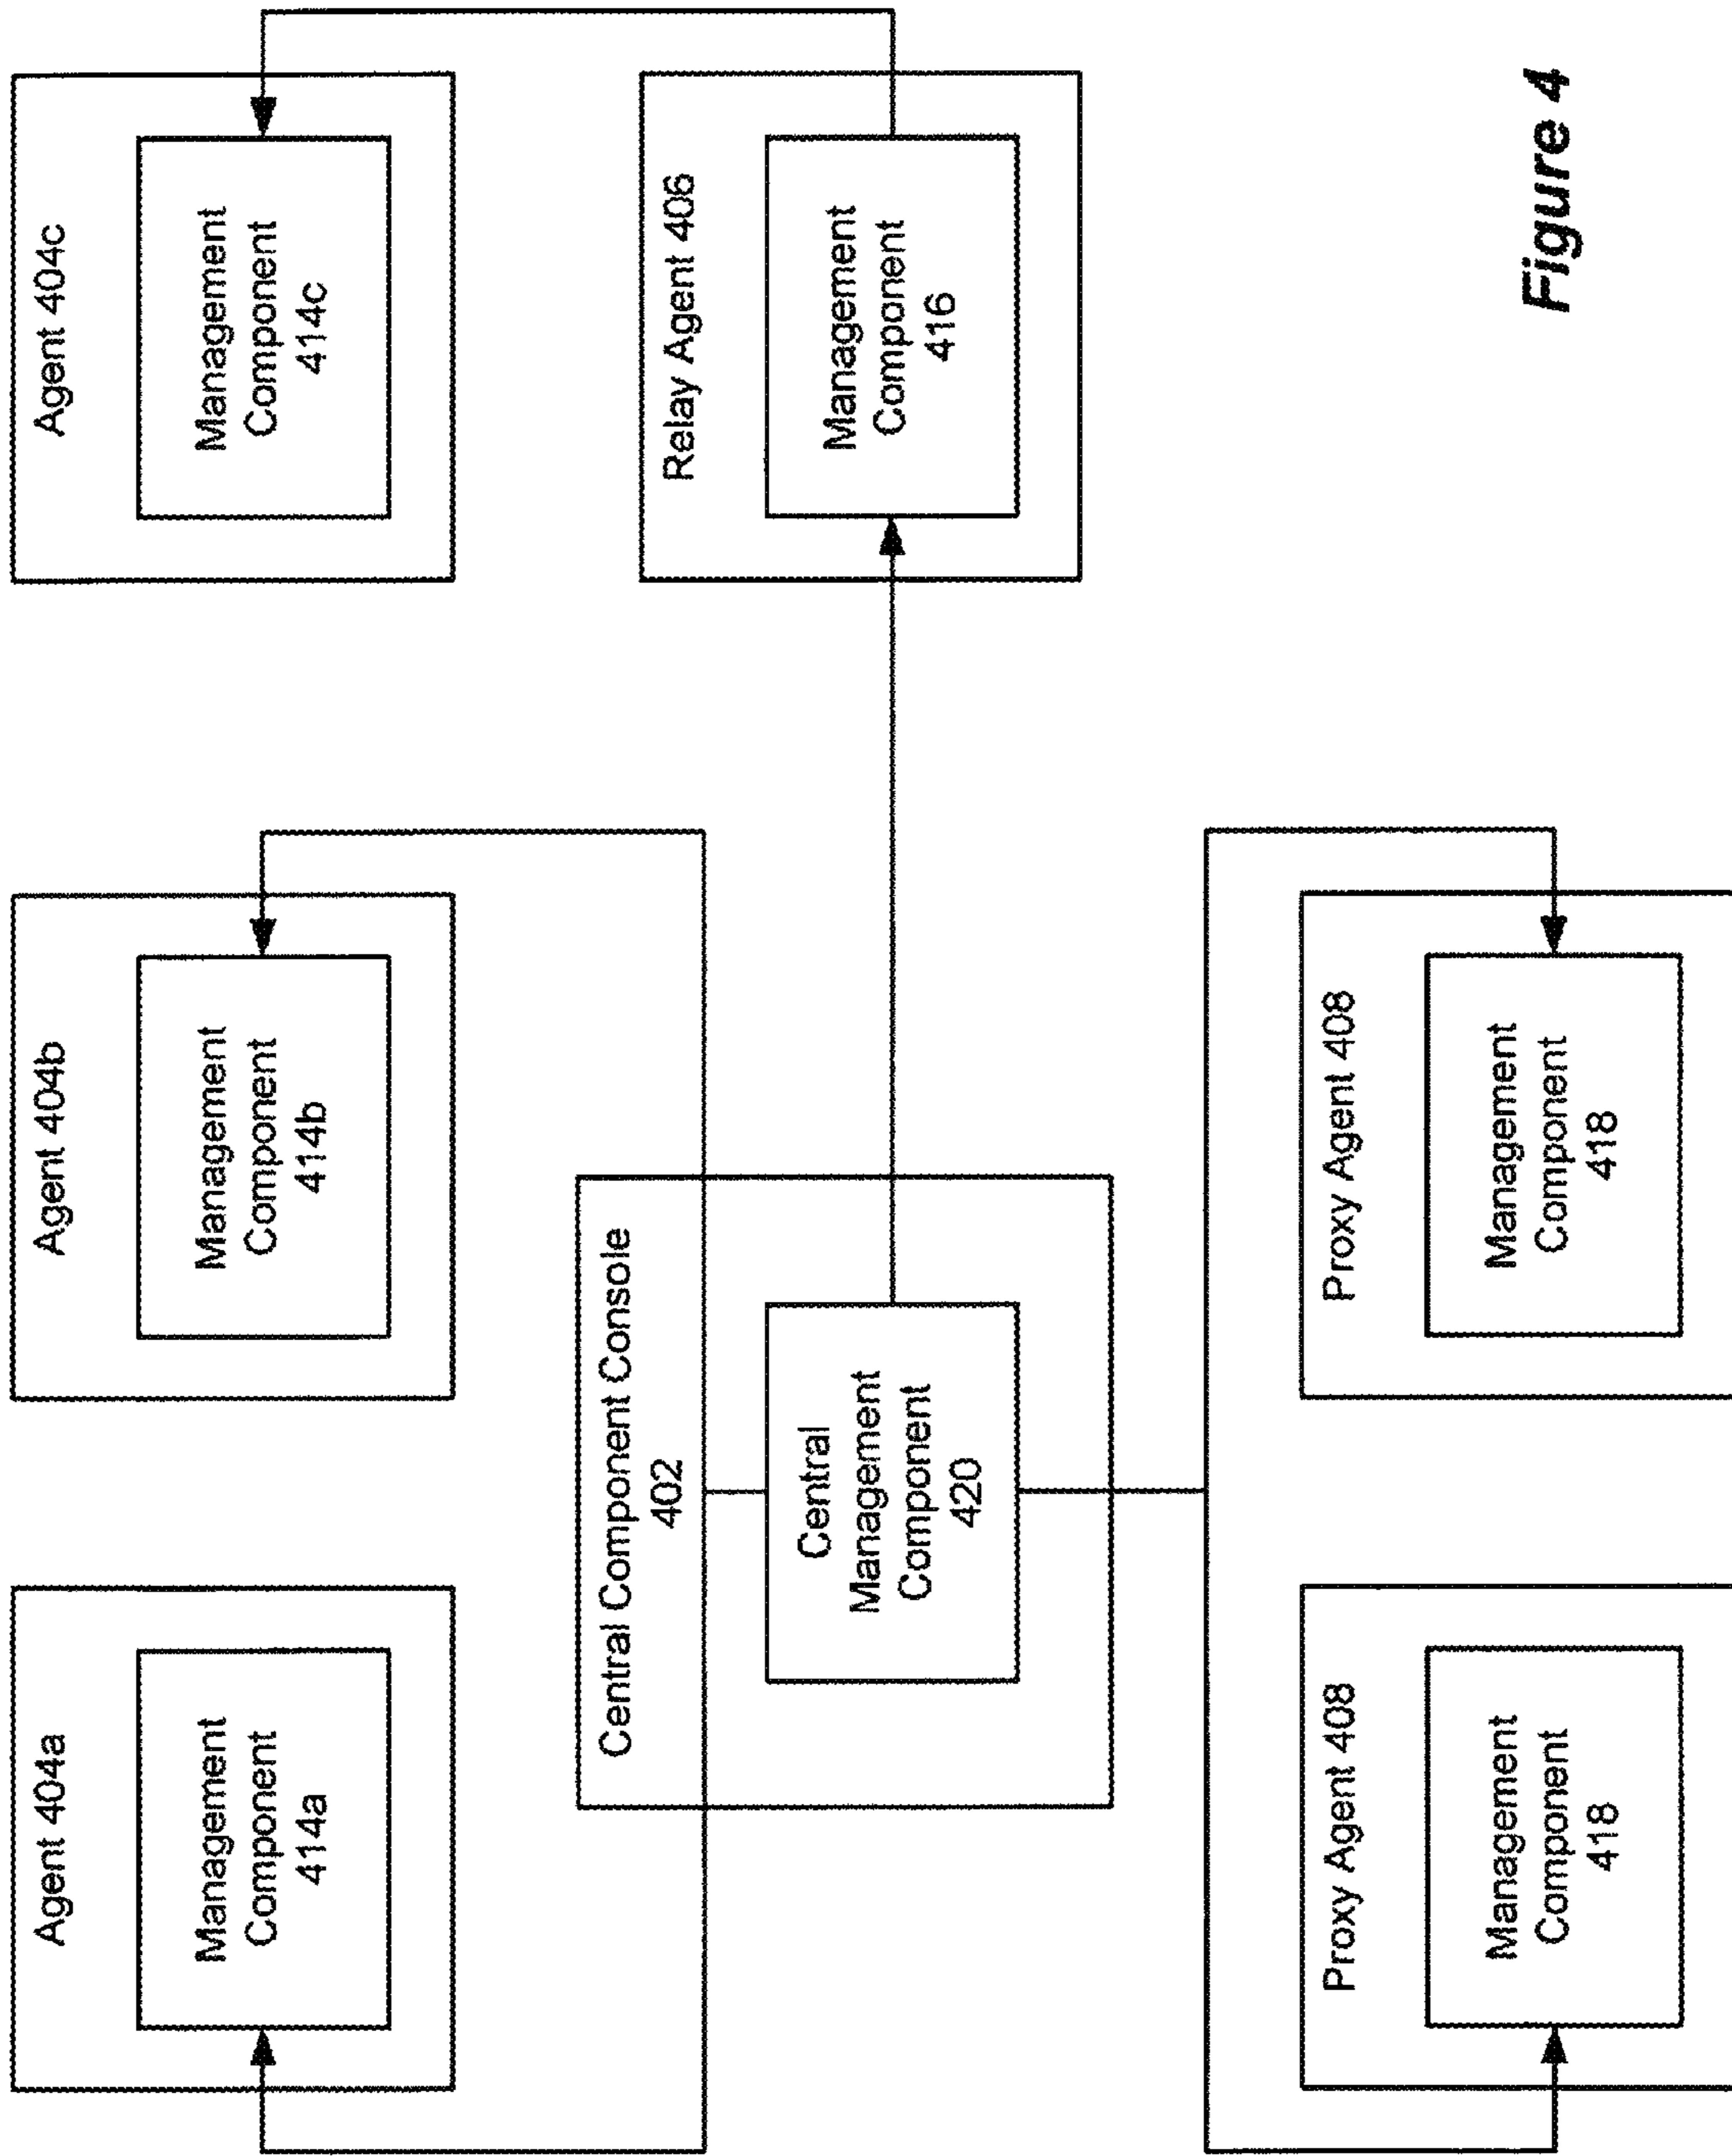 Agent 404a
Management
Component
414a
Agent 404b
Management
Component
414b
Agent 404c
Management
Component
414c
Central Component Console
402
Central
Management
Component
420
Relay Agent 406
Management
Component
416
Proxy Agent 408
Management
Component
418
Proxy Agent 408
Management
Component
418
Figure 4